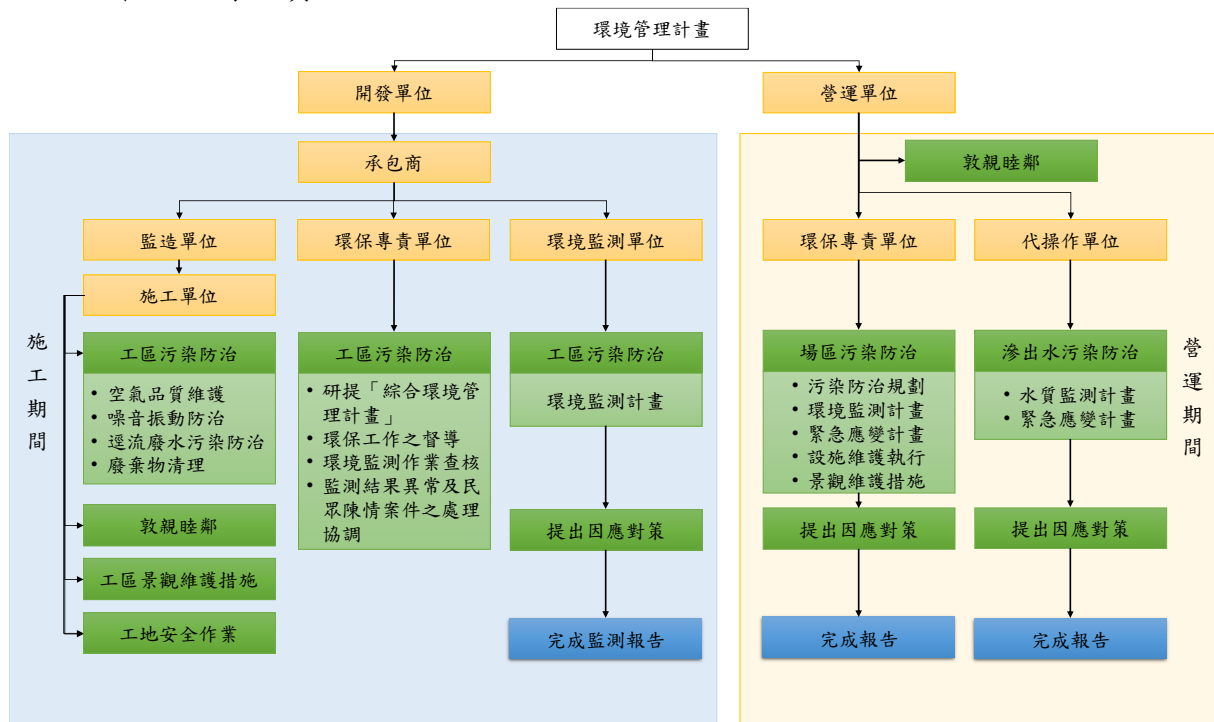 環境管理計畫
開發單位
營運單位
承包商
敦親睦鄰
監造單位
環保專責單位
環境監測單位
環保專責單位
代操作單位
施工單位
施工期間
工區污染防治
• 空氣品質維護
• 噪音振動防治
• 逕流廢水污染防治
• 廢棄物清理
敦親睦鄰
工區景觀維護措施
工地安全作業
工區污染防治
• 研提「綜合環境管
理計畫」
• 環保工作之督導
• 環境監測作業查核
• 監測結果異常及民
眾陳情案件之處理
協調
工區污染防治
環境監測計畫
提出因應對策
完成監測報告
場區污染防治
• 污染防治規劃
• 環境監測計畫
• 緊急應變計畫
• 設施維護執行
• 景觀維護措施
提出因應對策
完成報告
滲出水污染防治
• 水质監測計畫
• 緊急應變計畫
提出因應對策
完成報告
營運期間